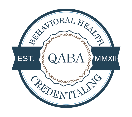 BEHAVIORAL HEALTH
EST. QABA MMXII
CREDENTIALING